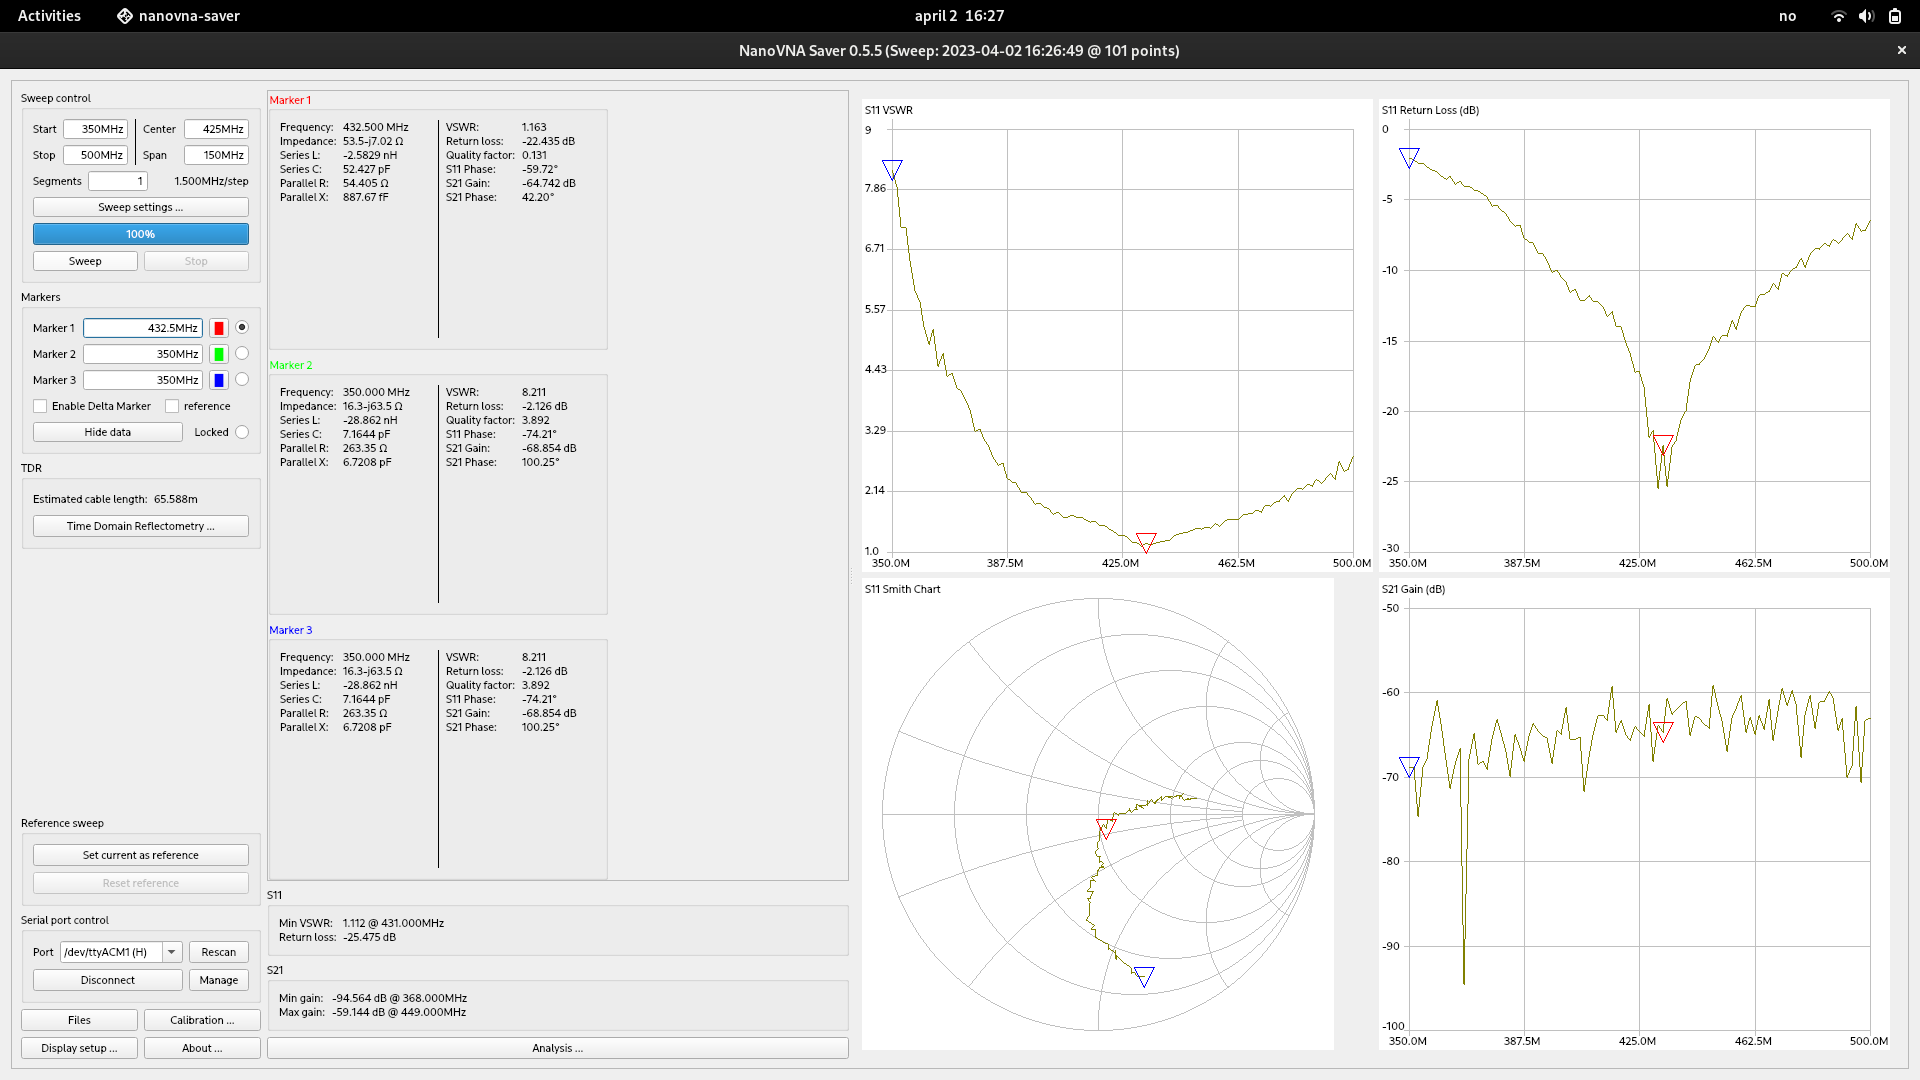 Activities nanovna-saver april 2 16:27 no
NanoVNA Saver 0.5.5 (Sweep: 2023-04-02 16:26:49 @ 101 points)
Sweep control
Start 350MHz Center 425MHz
Stop 500MHz Span 150MHz
Segments 1 1.500MHz/step
Sweep settings ...
100%
Sweep Stop
Markers
Marker 1 432.5MHz
Marker 2 350MHz
Marker 3 350MHz
Enable Delta Marker reference
Hide data Locked
TDR
Estimated cable length: 65.588m
Time Domain Reflectometry ...
Reference sweep
Set current as reference
Reset reference
Serial port control
Port /dev/ttyACM1 (H) Rescan
Disconnect Manage
Files Calibration ...
Display setup ... About ...
Marker 1
Frequency: 432.500 MHz
Impedance: 53.5-j7.02 Ω
Series L: -2.5829 nH
Series C: 52.427 pF
Parallel R: 54.405 Ω
Parallel X: 887.67 fF
VSWR: 1.163
Return loss: -22.435 dB
Quality factor: 0.131
S11 Phase: -59.72°
S21 Gain: -64.742 dB
S21 Phase: 42.20°
Marker 2
Frequency: 350.000 MHz
Impedance: 16.3-j63.5 Ω
Series L: -28.862 nH
Series C: 7.1644 pF
Parallel R: 263.35 Ω
Parallel X: 6.7208 pF
VSWR: 8.211
Return loss: -2.126 dB
Quality factor: 3.892
S11 Phase: -74.21°
S21 Gain: -68.854 dB
S21 Phase: 100.25°
Marker 3
Frequency: 350.000 MHz
Impedance: 16.3-j63.5 Ω
Series L: -28.862 nH
Series C: 7.1644 pF
Parallel R: 263.35 Ω
Parallel X: 6.7208 pF
VSWR: 8.211
Return loss: -2.126 dB
Quality factor: 3.892
S11 Phase: -74.21°
S21 Gain: -68.854 dB
S21 Phase: 100.25°
S11
Min VSWR: 1.112 @ 431.000MHz
Return loss: -25.475 dB
S21
Min gain: -94.564 dB @ 368.000MHz
Max gain: -59.144 dB @ 449.000MHz
Analysis ...
S11 VSWR
9
7.86
6.71
5.57
4.43
3.29
2.14
1.0
350.0M 387.5M 425.0M 462.5M 500.0M
S11 Return Loss (dB)
0
-5
-10
-15
-20
-25
-30
350.0M 387.5M 425.0M 462.5M 500.0M
S11 Smith Chart
S21 Gain (dB)
-50
-60
-70
-80
-90
-100
350.0M 387.5M 425.0M 462.5M 500.0M